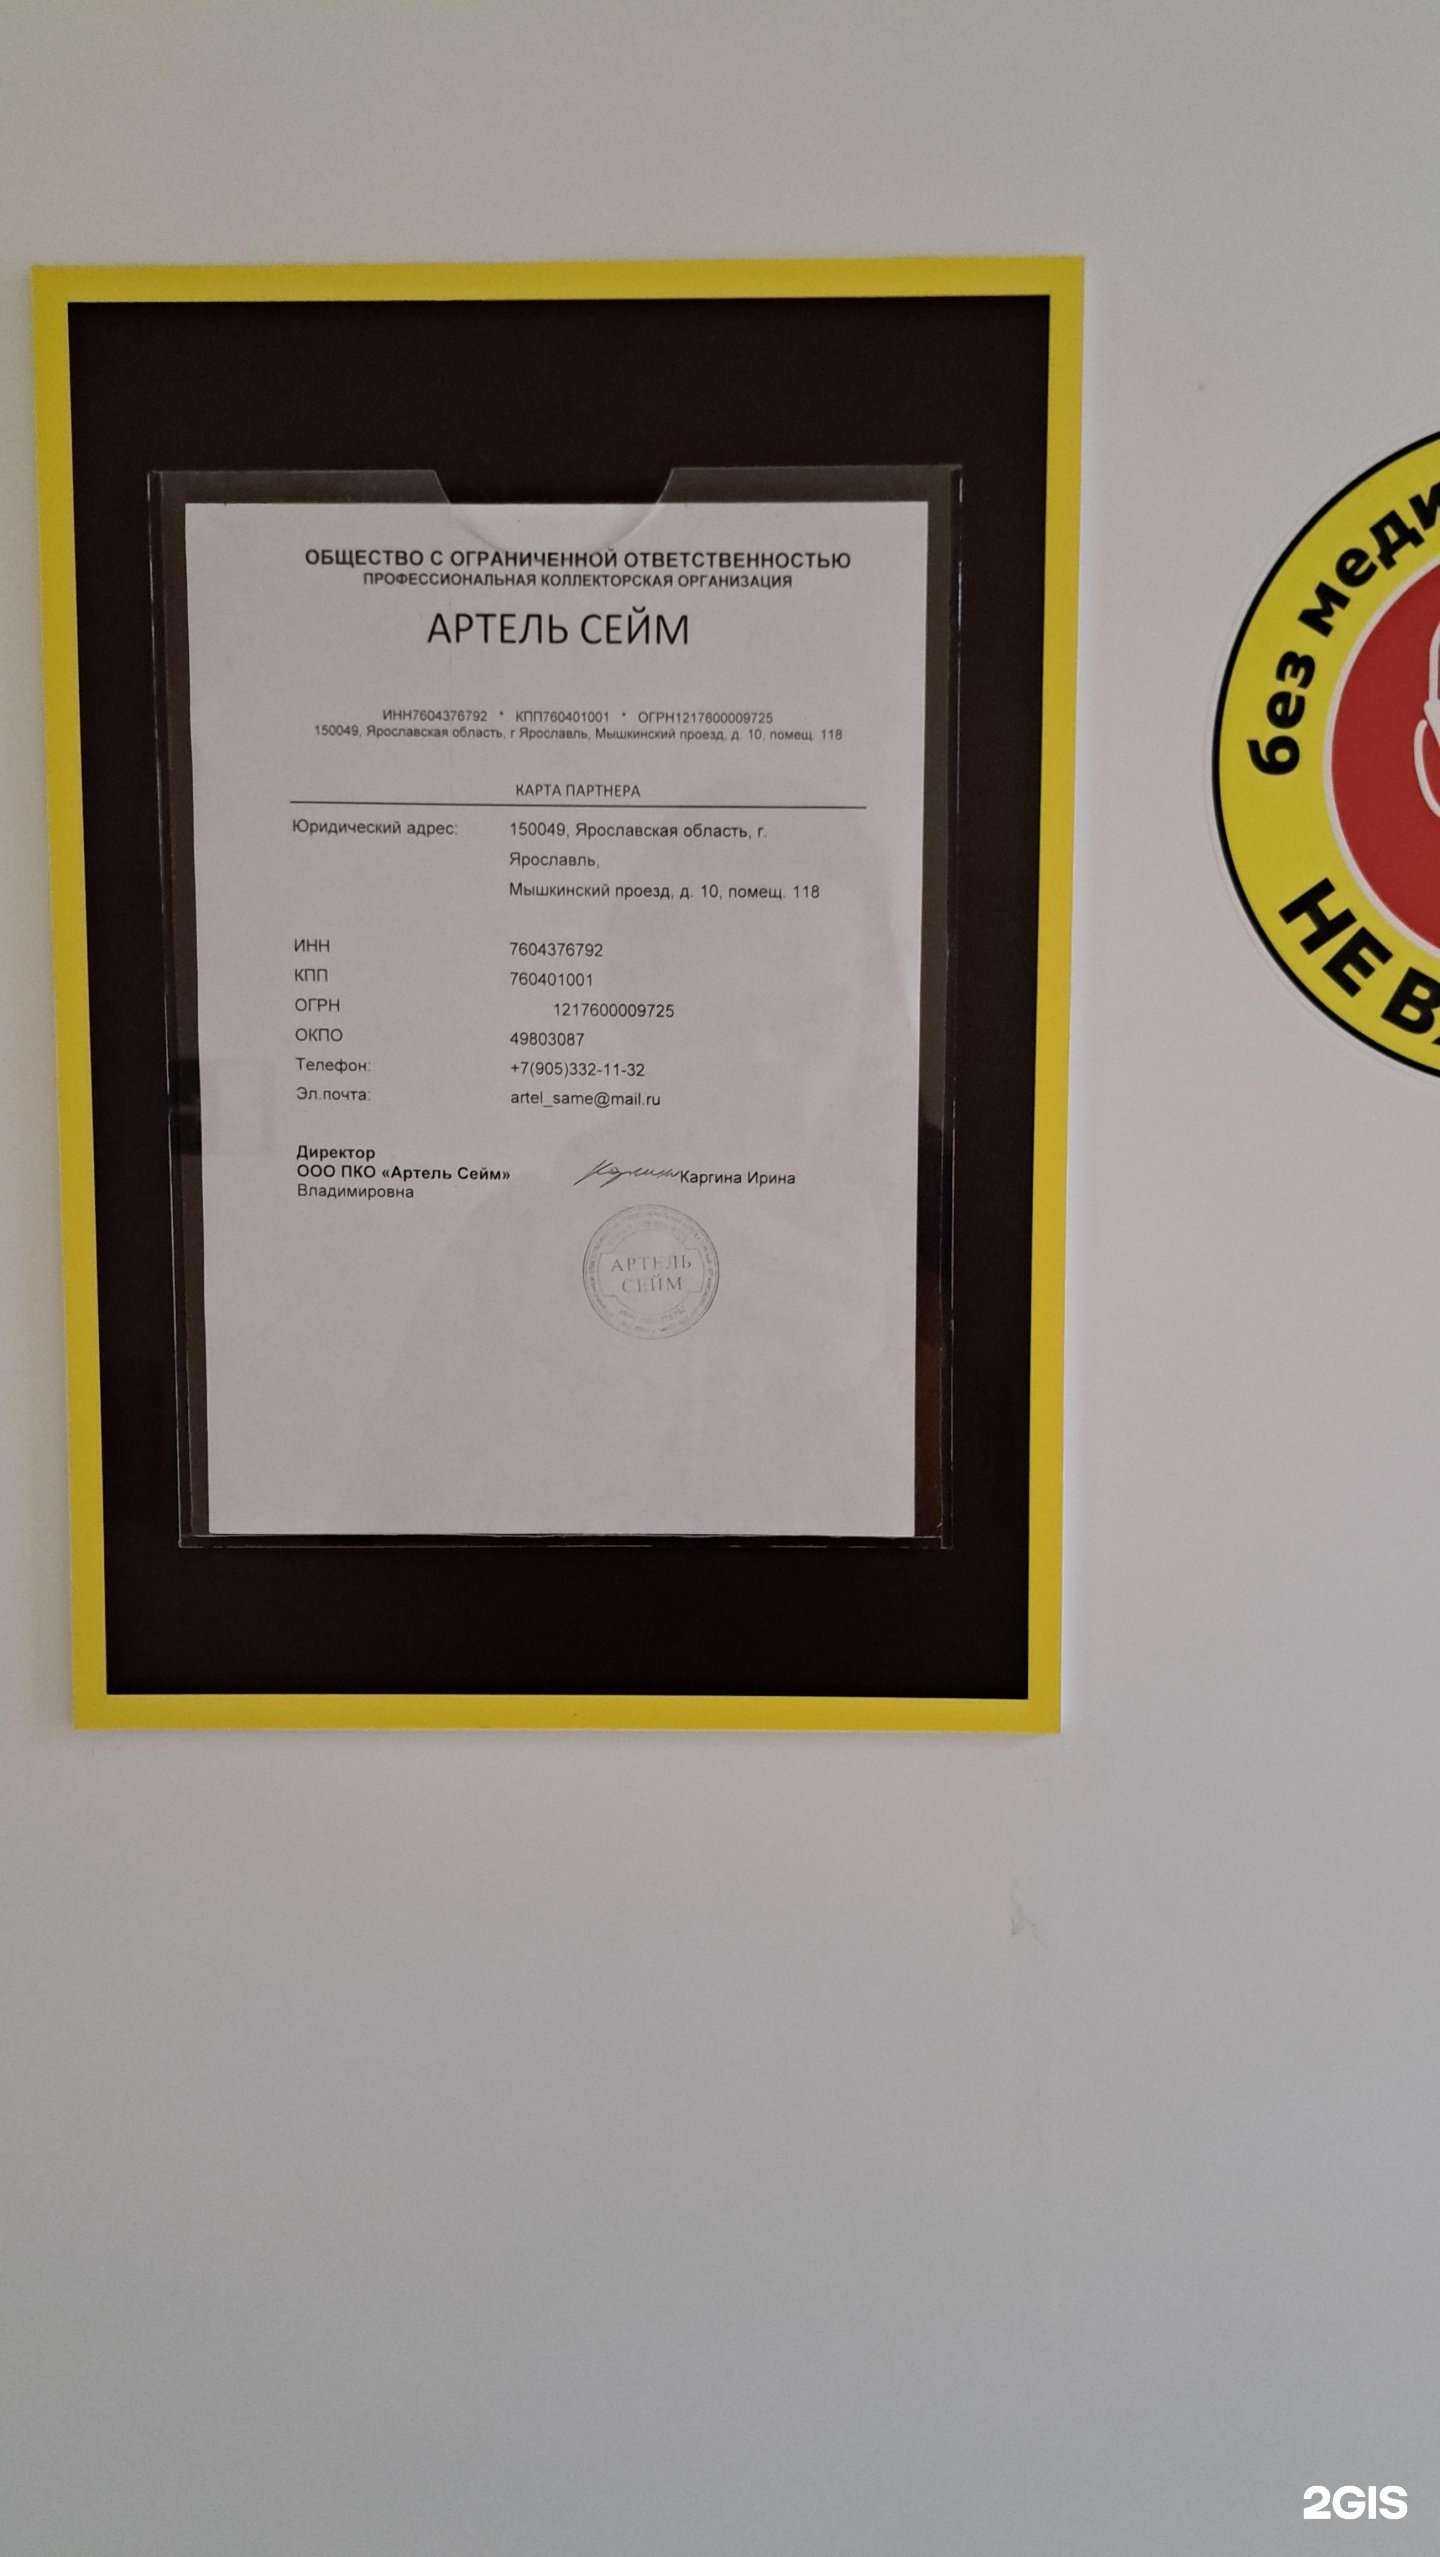 ОБЩЕСТВО С ОГРАНИЧЕННОЙ ОТВЕТСТВЕННОСТЬЮ
ПРОФЕССИОНАЛЬНАЯ КОЛЛЕКТОРСКАЯ ОРГАНИЗАЦИЯ
АРТЕЛЬ СЕЙМ
ИНН7604376792 * КПП760401001 * ОГРН1217600009725
150049, Ярославская область, г Ярославль, Мышкинский проезд, д. 10, помещ. 118
КАРТА ПАРТНЕРА
Юридический адрес: 150049, Ярославская область, г.
Ярославль,
Мышкинский проезд, д. 10, помещ. 118
ИНН 7604376792
КПП 760401001
ОГРН 1217600009725
ОКПО 49803087
Телефон: +7(905)332-11-32
Эл.почта: artel_same@mail.ru
Директор
ООО ПКО «Артель Сейм» Каргина Ирина
Владимировна
АРТЕЛЬ
СЕЙМ
без меди
НЕ В
2GIS